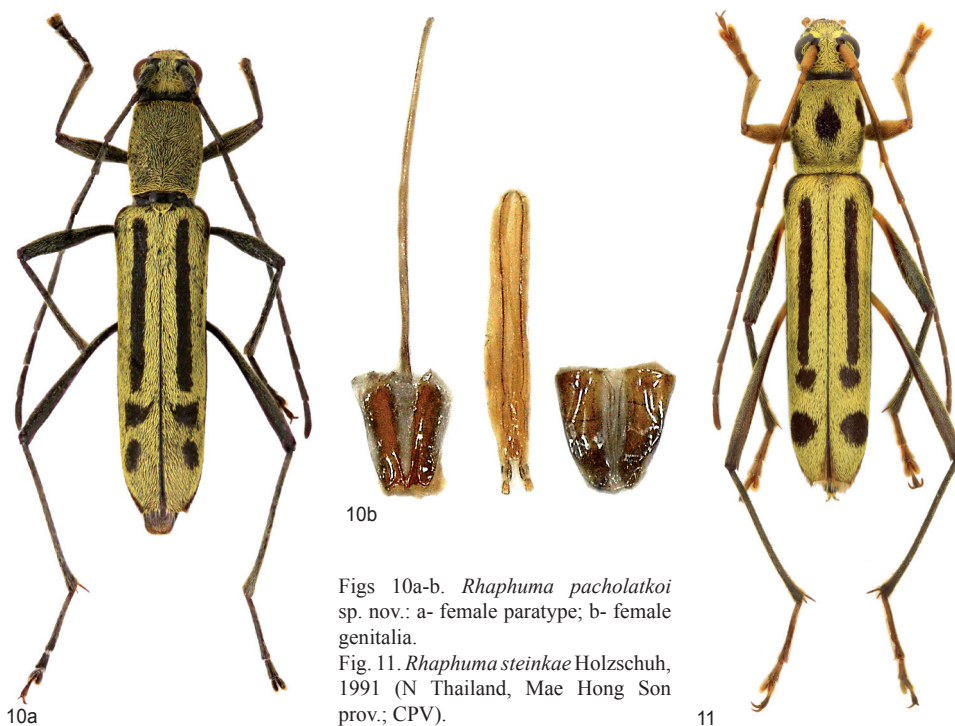 10b
Figs 10a-b. Rhaphuma pacholatkoi
sp. nov.: a- female paratype; b- female
genitalia.
Fig. 11. Rhaphuma steinkae Holzschuh,
1991 (N Thailand, Mae Hong Son
prov.; CPV).
10a
11